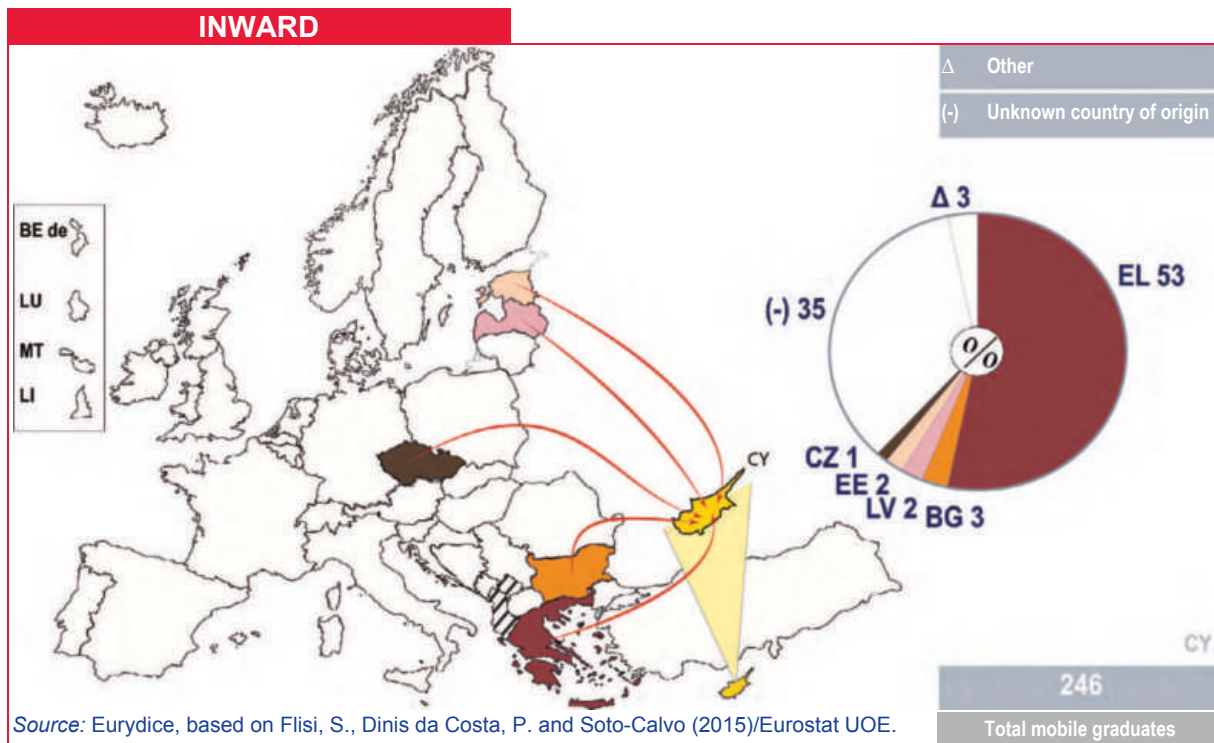 INWARD
Δ Other
(-) Unknown country of origin
BE de
LU
MT
LI
Δ 3
EL 53
(-) 35
%
CZ 1
EE 2
LV 2
BG 3
CY
CY
246
Total mobile graduates
Source: Eurydice, based on Flisi, S., Dinis da Costa, P. and Soto-Calvo (2015)/Eurostat UOE.